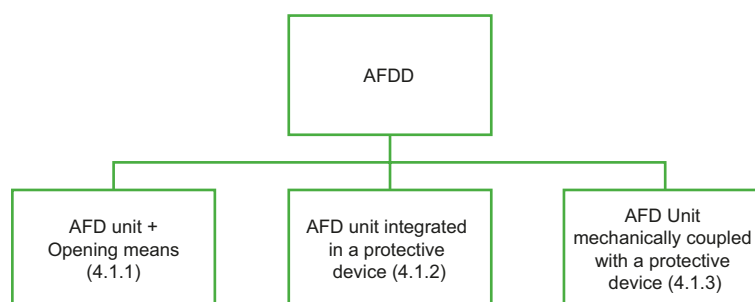 AFDD
AFD unit +
Opening means
(4.1.1)
AFD unit integrated
in a protective
device (4.1.2)
AFD Unit
mechanically coupled
with a protective
device (4.1.3)